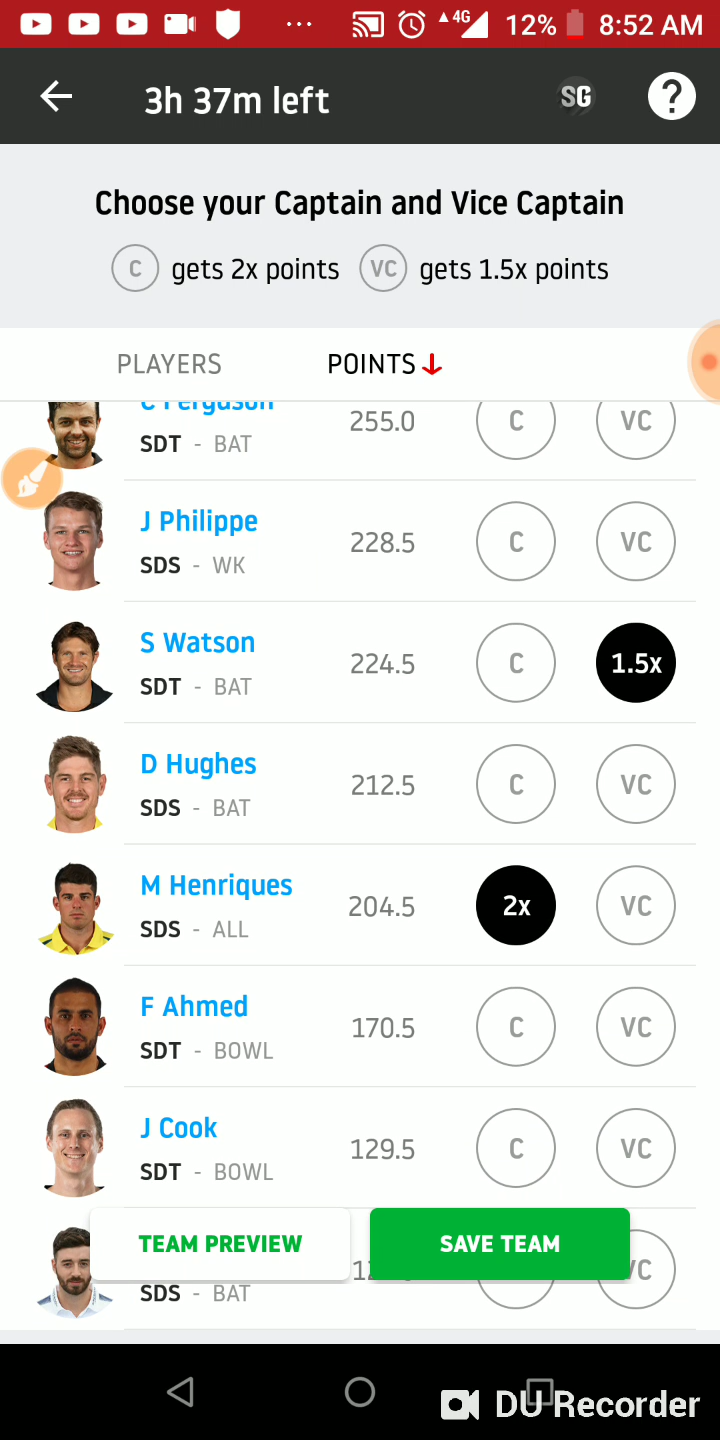 4G 12% 8:52 AM
3h 37m left SG ?
Choose your Captain and Vice Captain
C gets 2x points VC gets 1.5x points
PLAYERS POINTS
C Ferguson 255.0 C VC
SDT - BAT
J Philippe 228.5 C VC
SDS - WK
S Watson 224.5 C 1.5x
SDT - BAT
D Hughes 212.5 C VC
SDS - BAT
M Henriques 204.5 2x VC
SDS - ALL
F Ahmed 170.5 C VC
SDT - BOWL
J Cook 129.5 C VC
SDT - BOWL
TEAM PREVIEW SAVE TEAM VC
SDS - BAT
DU Recorder